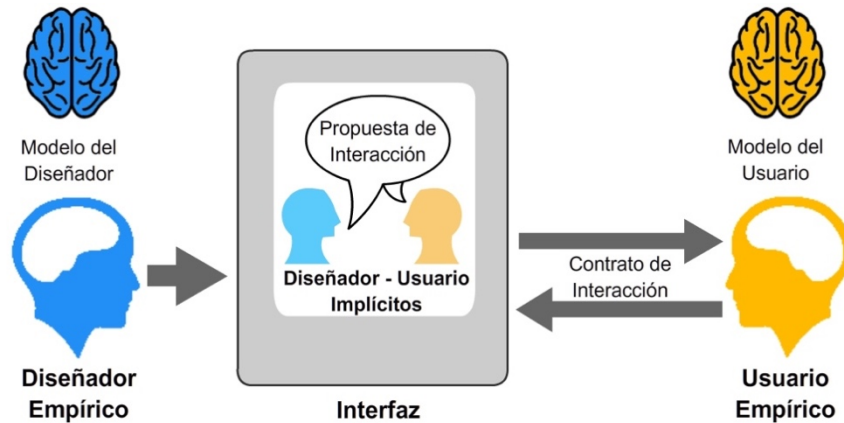 Modelo del
Diseñador
Diseñador
Empírico
Propuesta de
Interacción
Diseñador - Usuario
Implícitos
Interfaz
Contrato de
Interacción
Modelo del
Usuario
Usuario
Empírico